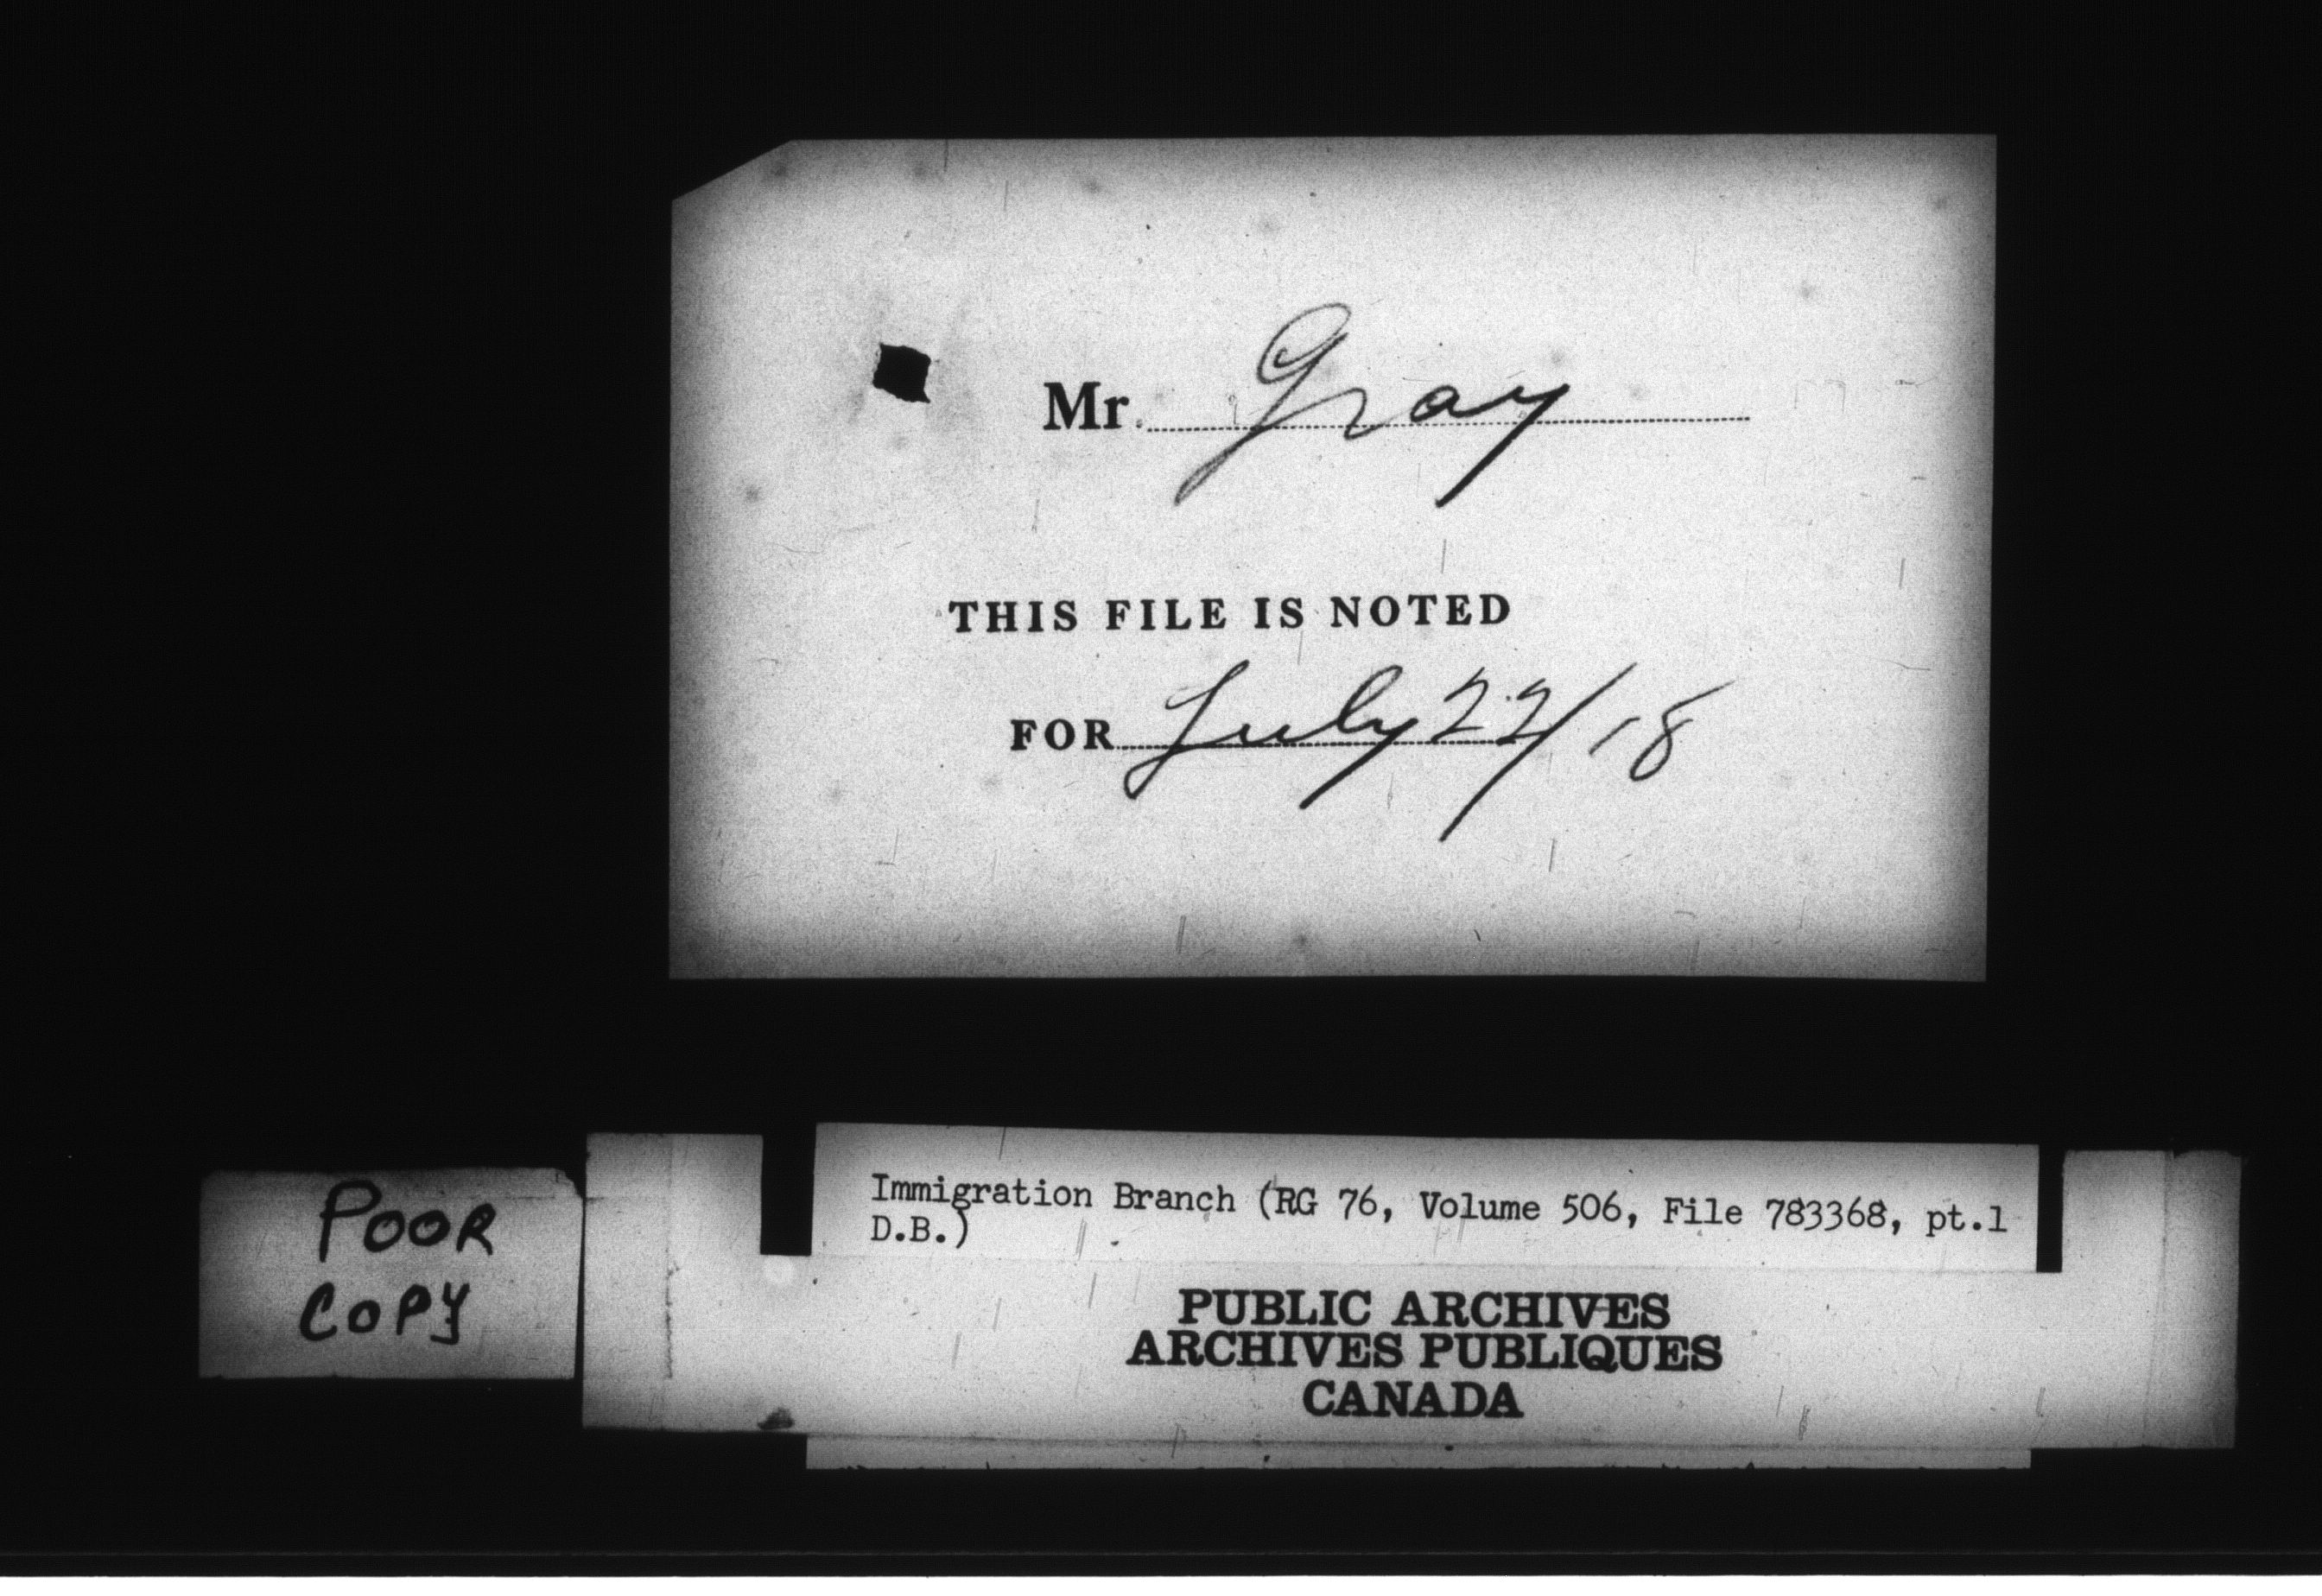 Mr. Gray
THIS FILE IS NOTED
FOR July 22/18
POOR
COPY
Immigration Branch (RG 76, Volume 506, File 783368, pt.1
D.B.)
PUBLIC ARCHIVES
ARCHIVES PUBLIQUES
CANADA